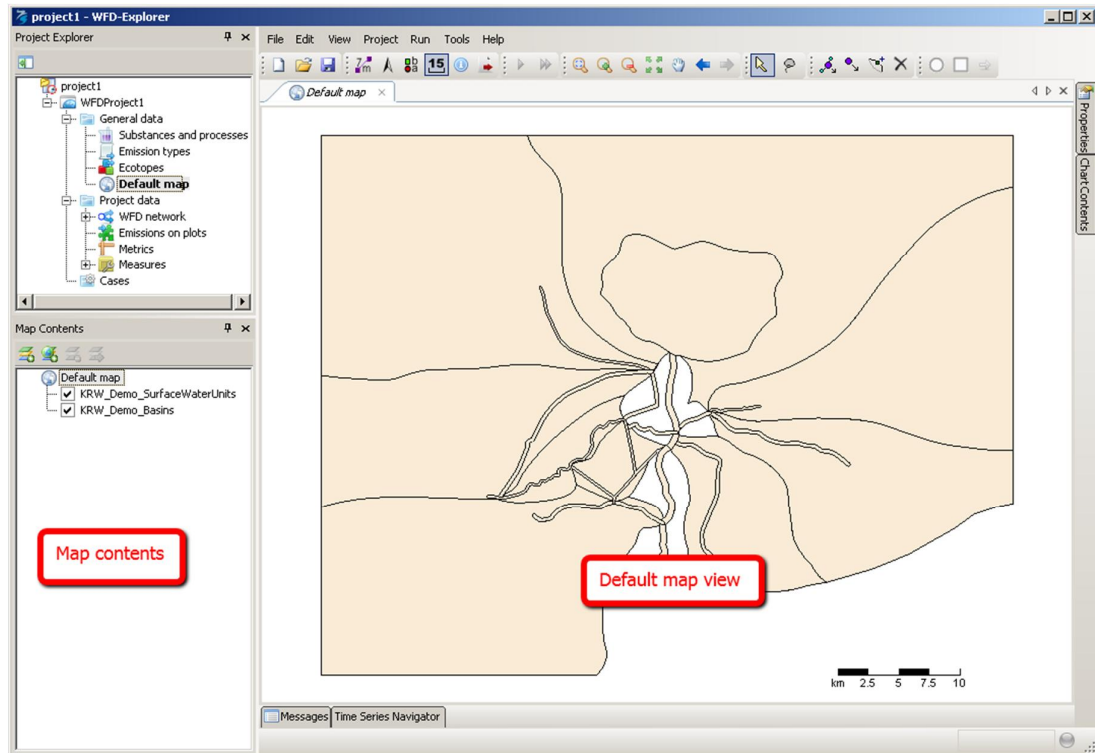 project1 - WFD-Explorer
Project Explorer
project1
WFDProject1
General data
Substances and processes
Emission types
Ecotopes
Default map
Project data
WFD network
Emissions on plots
Metrics
Measures
Cases
Map Contents
Default map
KRW_Demo_SurfaceWaterUnits
KRW_Demo_Basins
Map contents
File Edit View Project Run Tools Help
15
Default map
Default map view
km 2.5 5 7.5 10
Messages Time Series Navigator
Properties
Chart Contents